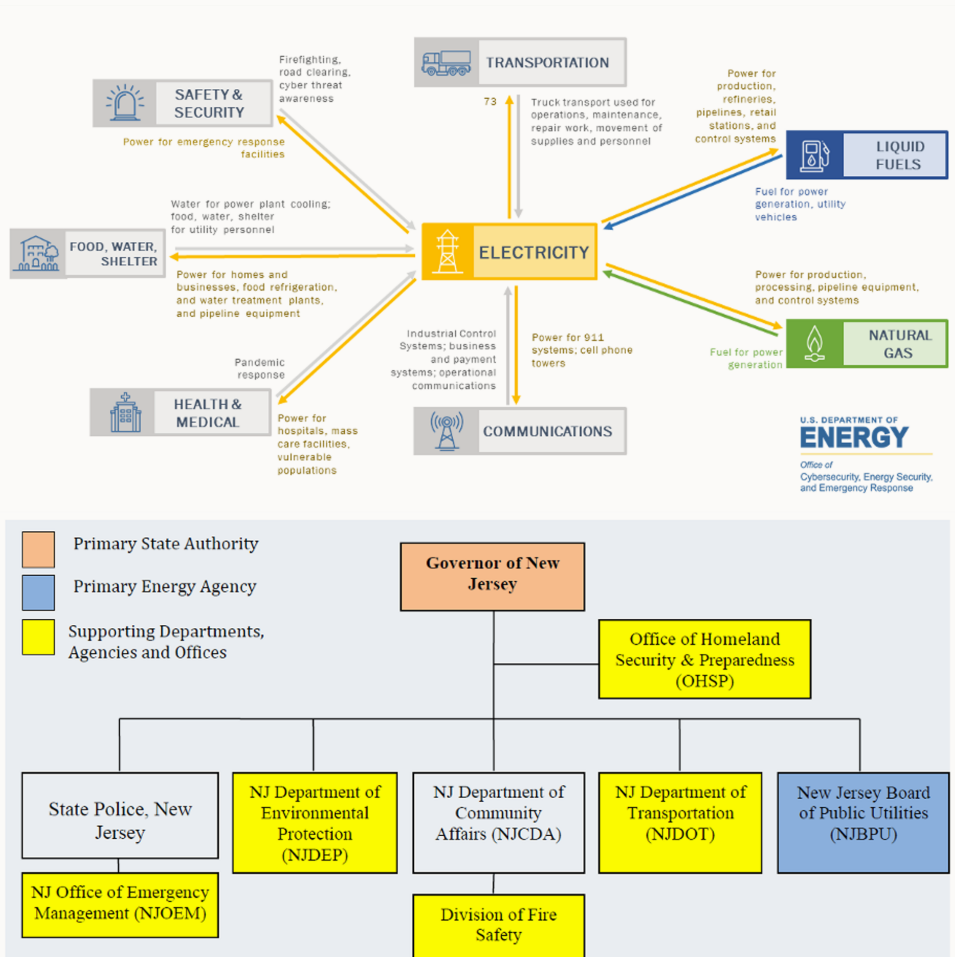 Firefighting,
road clearing,
cyber threat
awareness
SAFETY &
SECURITY
Power for emergency response
facilities
TRANSPORTATION
73
Truck transport used for
operations, maintenance,
repair work, movement of
supplies and personnel
Power for
production,
refineries,
pipelines, retail
stations, and
control systems
LIQUID
FUELS
Fuel for power
generation, utility
vehicles
Water for power plant cooling;
food, water, shelter
for utility personnel
FOOD, WATER,
SHELTER
Power for homes and
businesses, food refrigeration,
and water treatment plants,
and pipeline equipment
ELECTRICITY
Power for production,
processing, pipeline equipment,
and control systems
NATURAL
GAS
Fuel for power
generation
Pandemic
response
HEALTH &
MEDICAL
Power for
hospitals, mass
care facilities,
vulnerable
populations
Industrial Control
Systems; business
and payment
systems; operational
communications
Power for 911
systems; cell phone
towers
COMMUNICATIONS
U.S. DEPARTMENT OF
ENERGY
Office of
Cybersecurity, Energy Security,
and Emergency Response
Primary State Authority
Primary Energy Agency
Supporting Departments,
Agencies and Offices
Governor of New
Jersey
Office of Homeland
Security & Preparedness
(OHSP)
State Police, New
Jersey
NJ Department of
Environmental
Protection
(NJDEP)
NJ Department of
Community
Affairs (NJCDA)
NJ Department of
Transportation
(NJDOT)
New Jersey Board
of Public Utilities
(NJBPU)
NJ Office of Emergency
Management (NJOEM)
Division of Fire
Safety